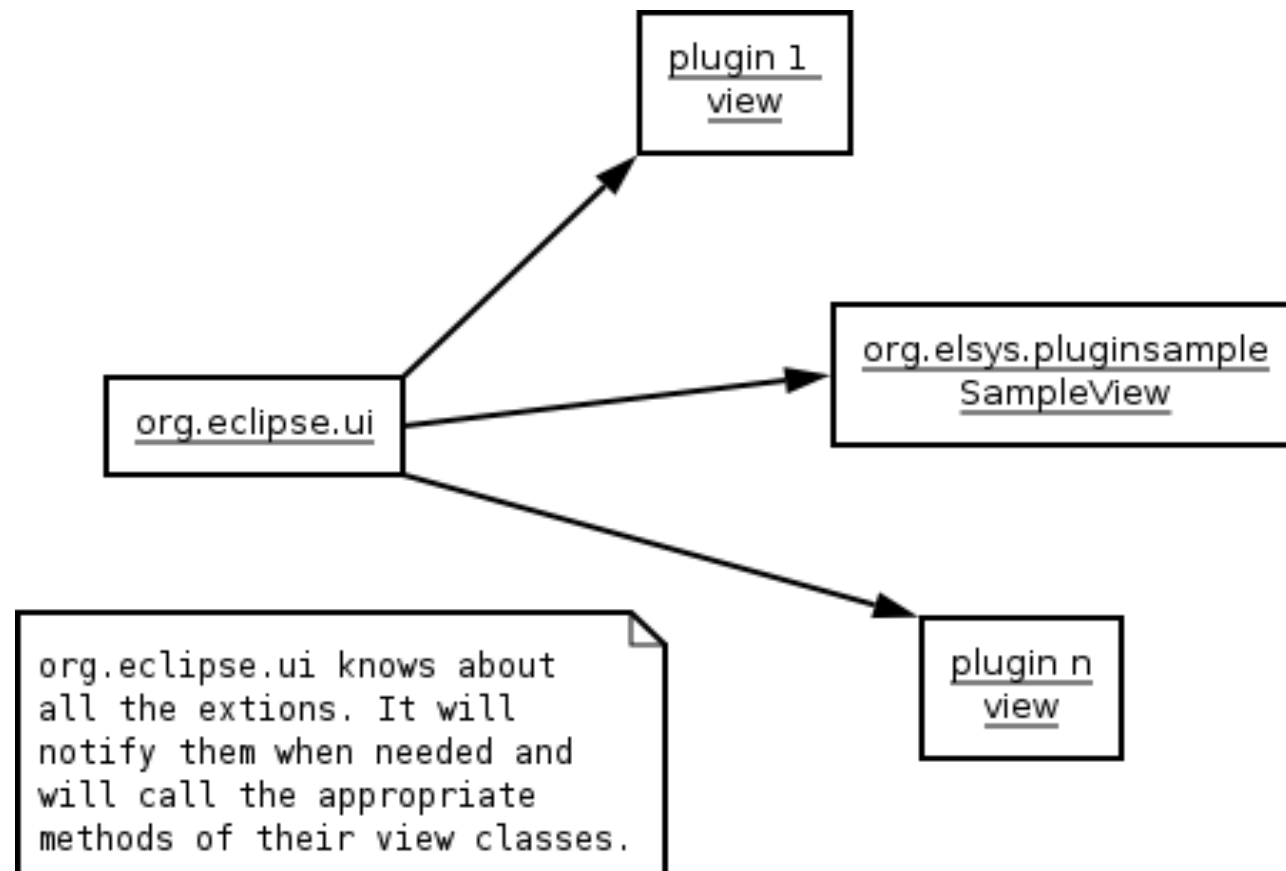 plugin 1
view
org.elsys.pluginsample
SampleView
org.eclipse.ui
plugin n
view
org.eclipse.ui knows about
all the extions. It will
notify them when needed and
will call the appropriate
methods of their view classes.